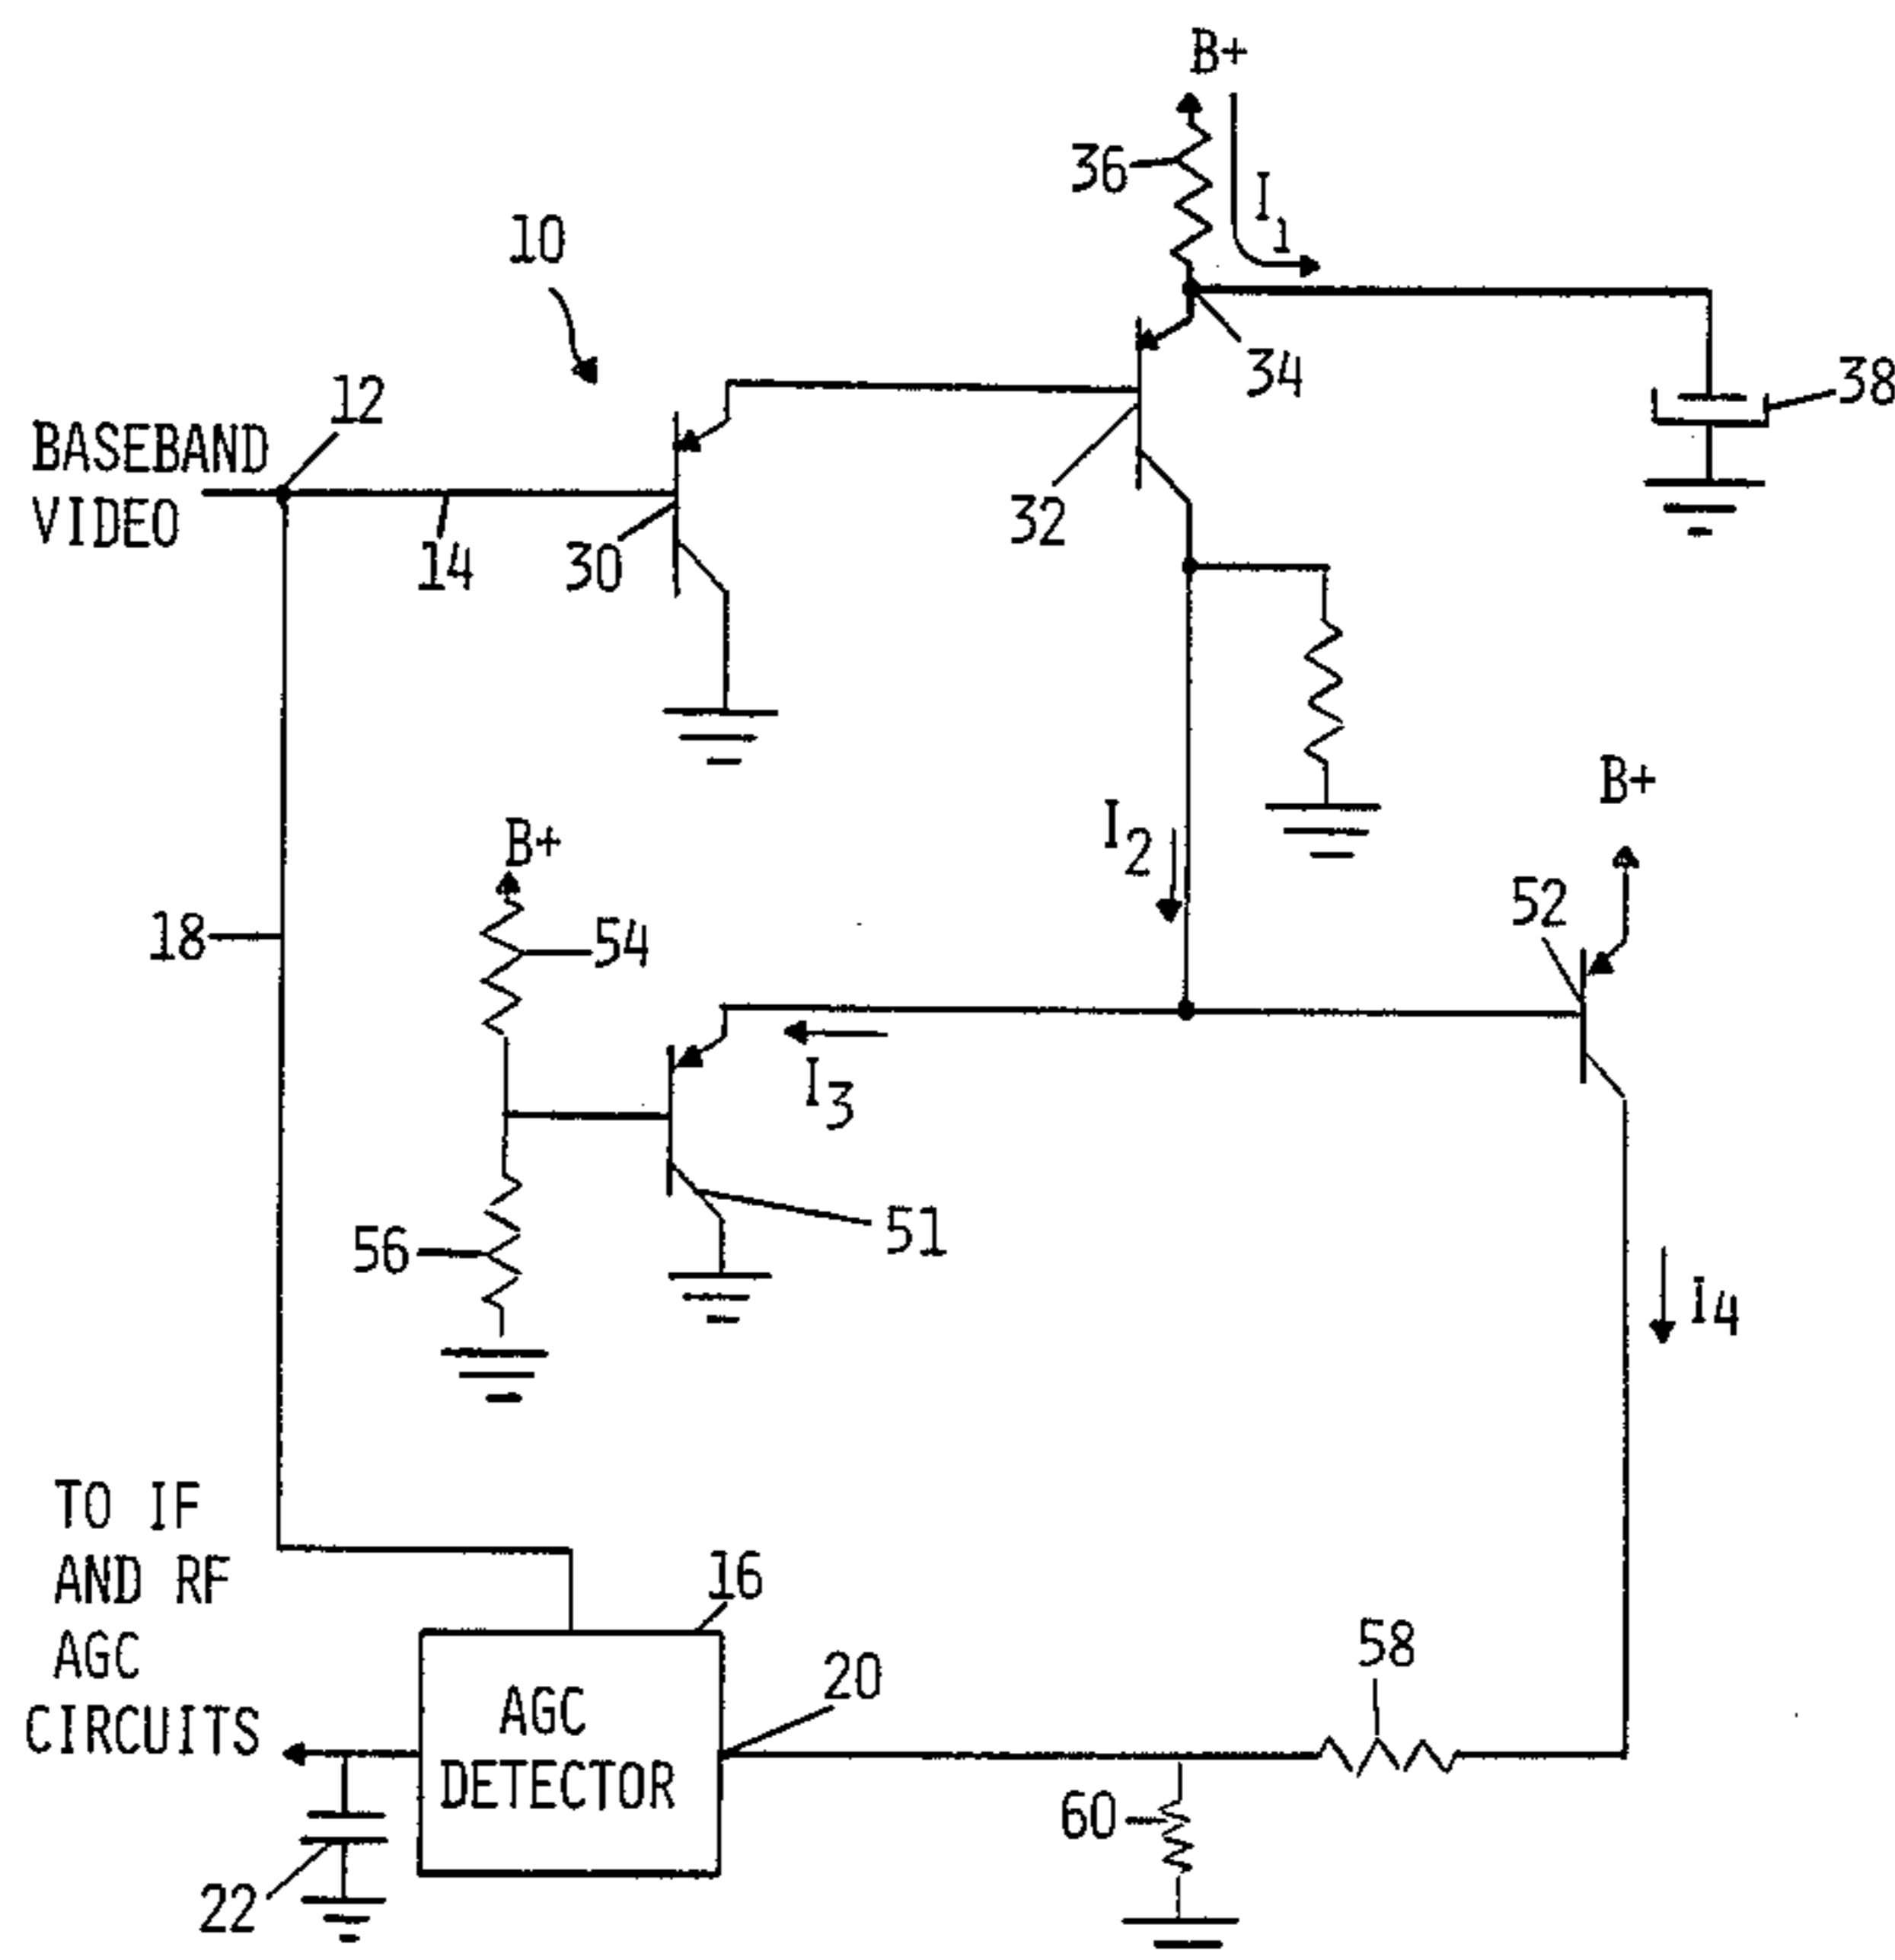 B+
36
I1
10
34
38
12
BASEBAND
VIDEO
32
14
30
B+
I2
B+
52
18
54
I3
51
56
I4
TO IF
AND RF
AGC
CIRCUITS
16
58
20
AGC
DETECTOR
60
22